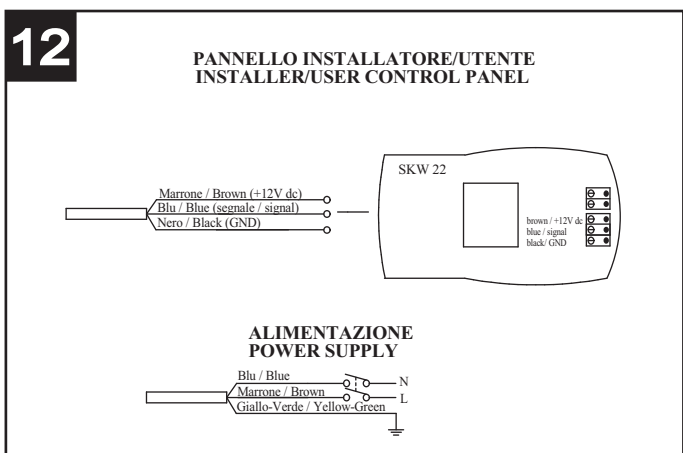 12
PANNELLO INSTALLATORE/UTENTE
INSTALLER/USER CONTROL PANEL
SKW 22
Marrone / Brown (+12V dc)
Blu / Blue (segnale / signal)
Nero / Black (GND)
brown / +12V dc
blue / signal
black/ GND
ALIMENTAZIONE
POWER SUPPLY
Blu / Blue
N
Marrone / Brown
L
Giallo-Verde / Yellow-Green